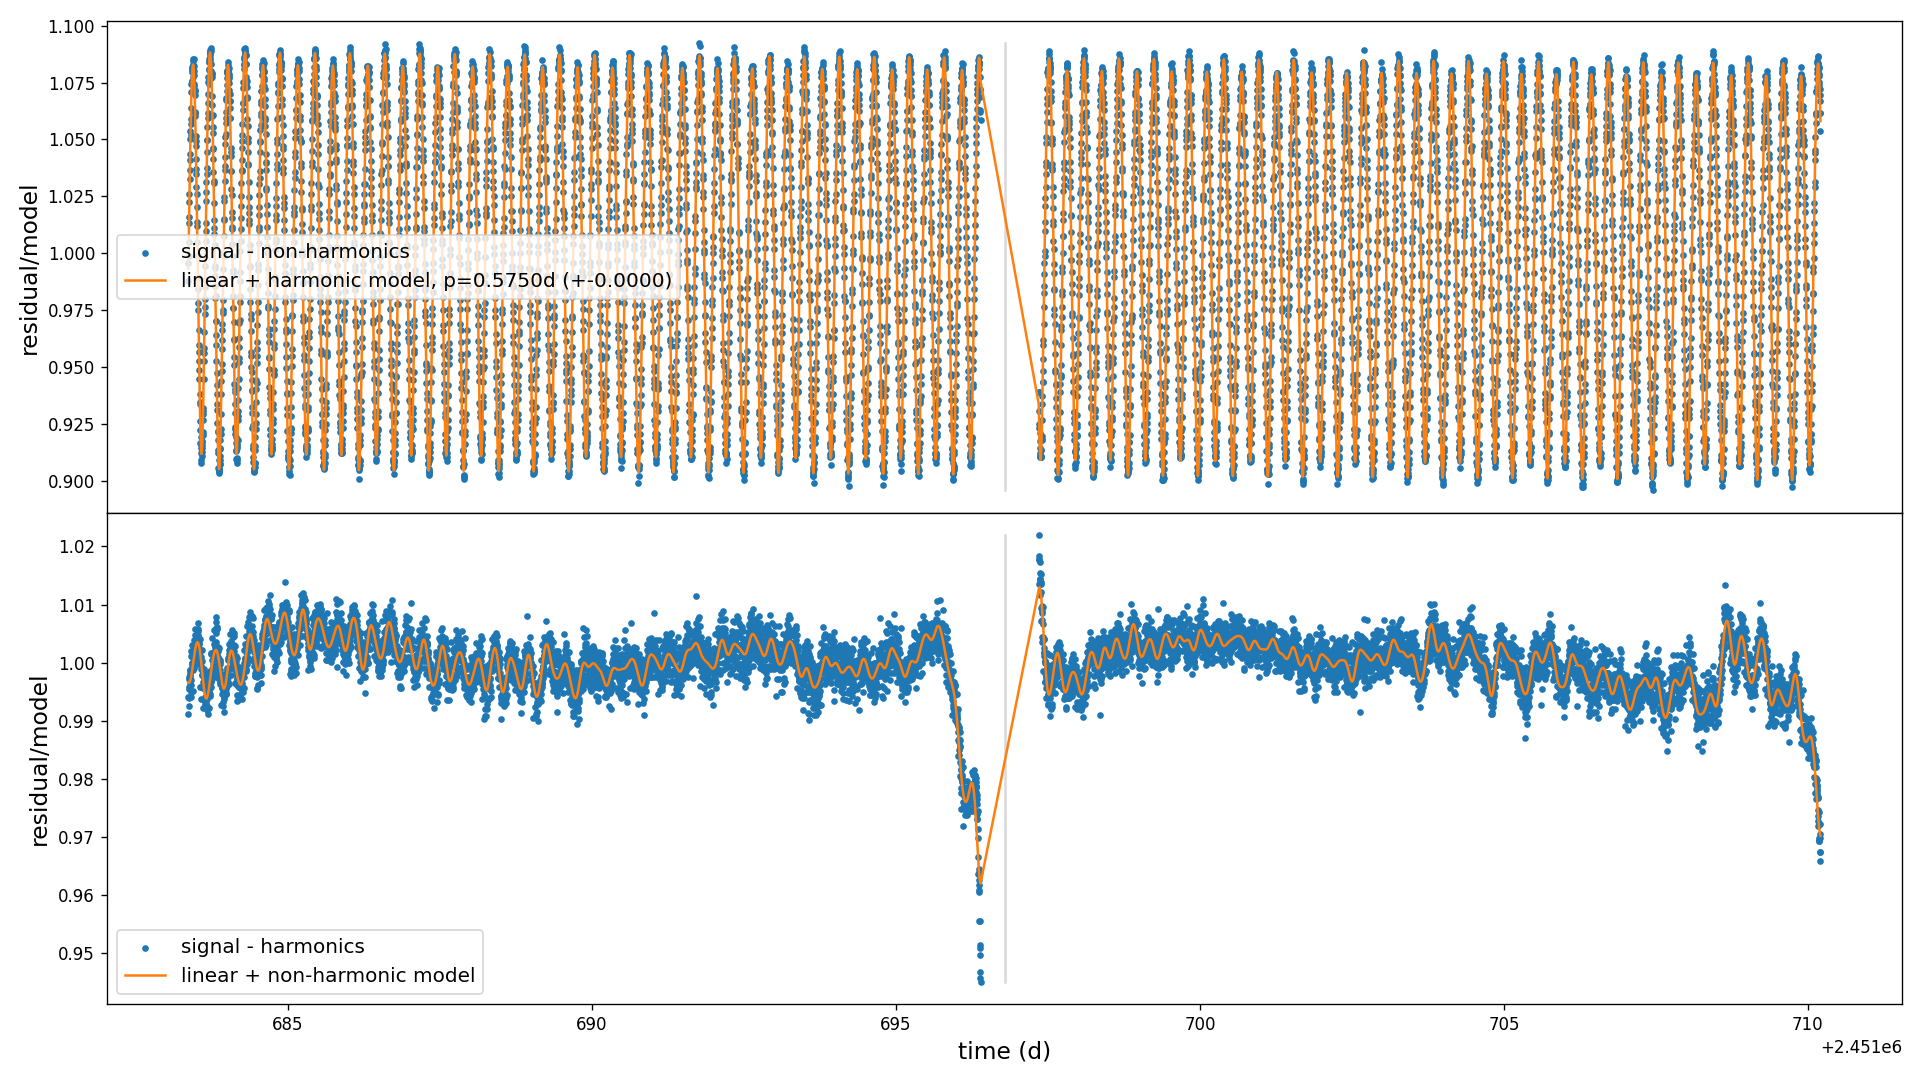 1.100
1.075
1.050
1.025
1.000
0.975
0.950
0.925
0.900
residual/model
signal - non-harmonics
linear + harmonic model, p=0.5750d (+-0.0000)
1.02
1.01
1.00
0.99
0.98
0.97
0.96
0.95
residual/model
signal - harmonics
linear + non-harmonic model
685
690
695
700
705
710
time (d)
+2.451e6